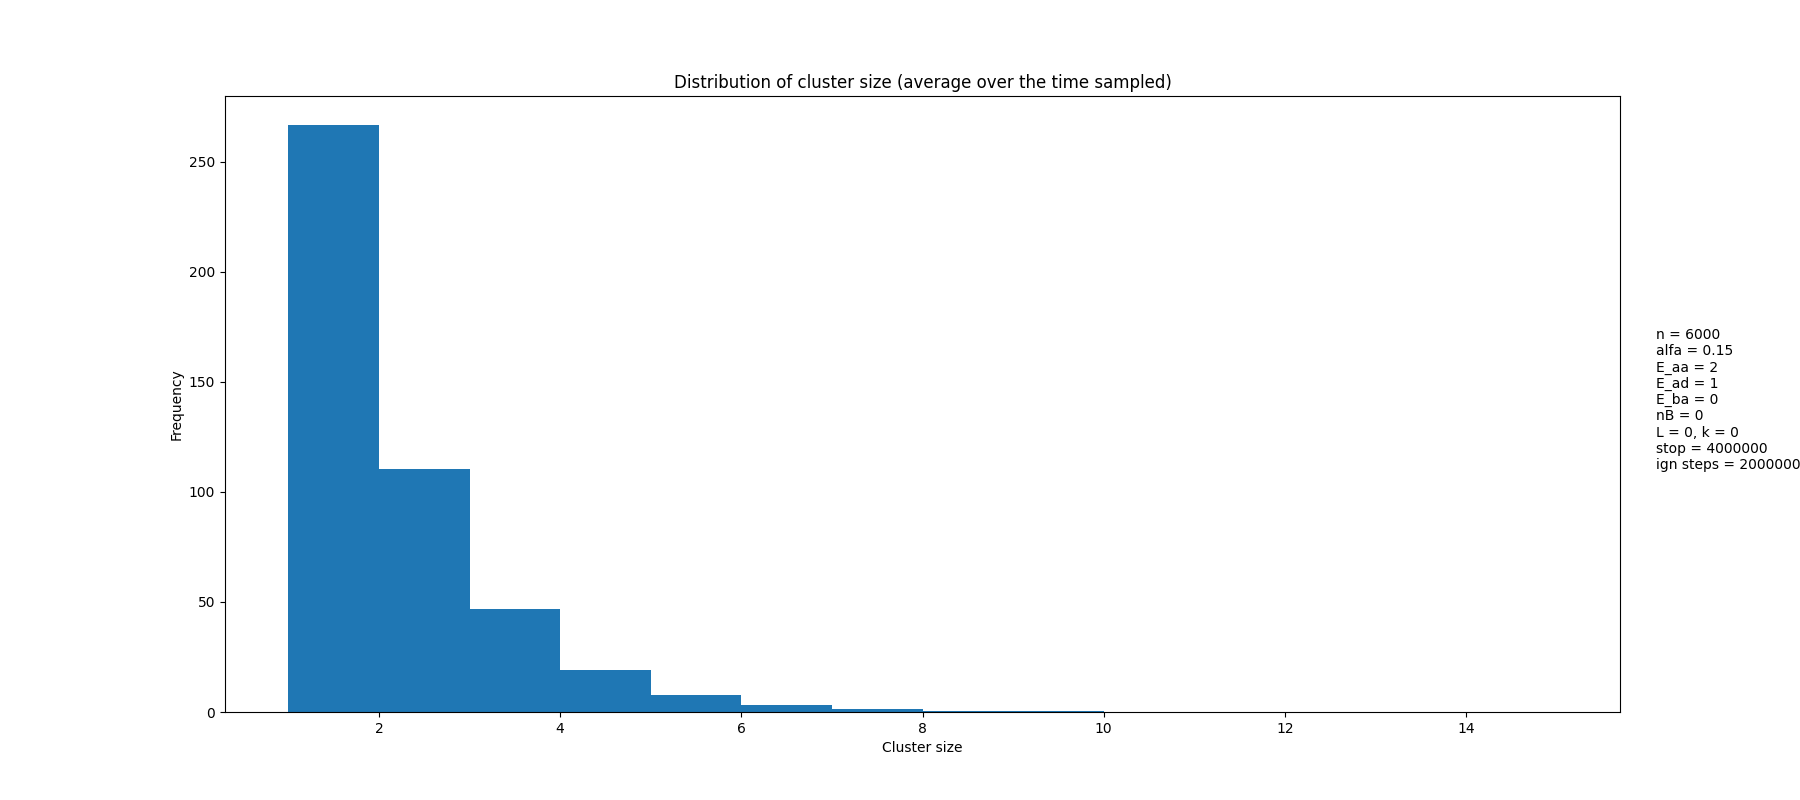 Distribution of cluster size (average over the time sampled)
250
200
150
100
50
0
Frequency
2 4 6 8 10 12 14
Cluster size
n = 6000
alfa = 0.15
E_aa = 2
E_ad = 1
E_ba = 0
nB = 0
L = 0, k = 0
stop = 4000000
ign steps = 2000000